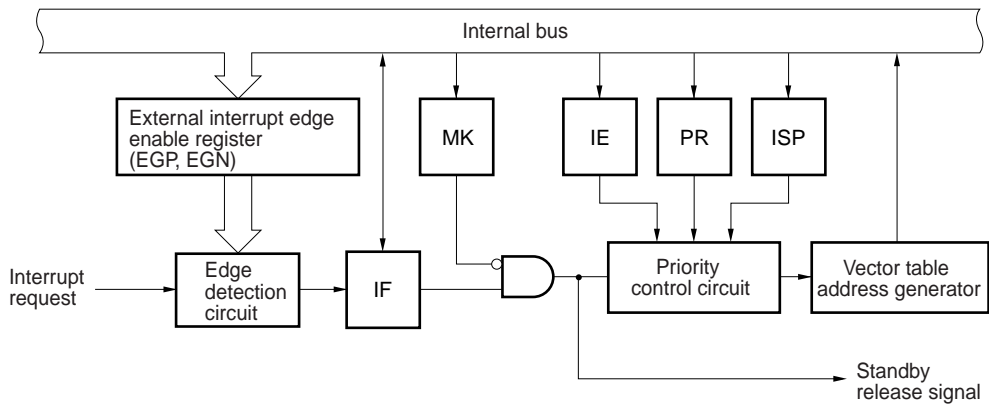 Internal bus
External interrupt edge
enable register
(EGP, EGN)
MK
IE
PR
ISP
Interrupt
request
Edge
detection
circuit
IF
Priority
control circuit
Vector table
address generator
Standby
release signal